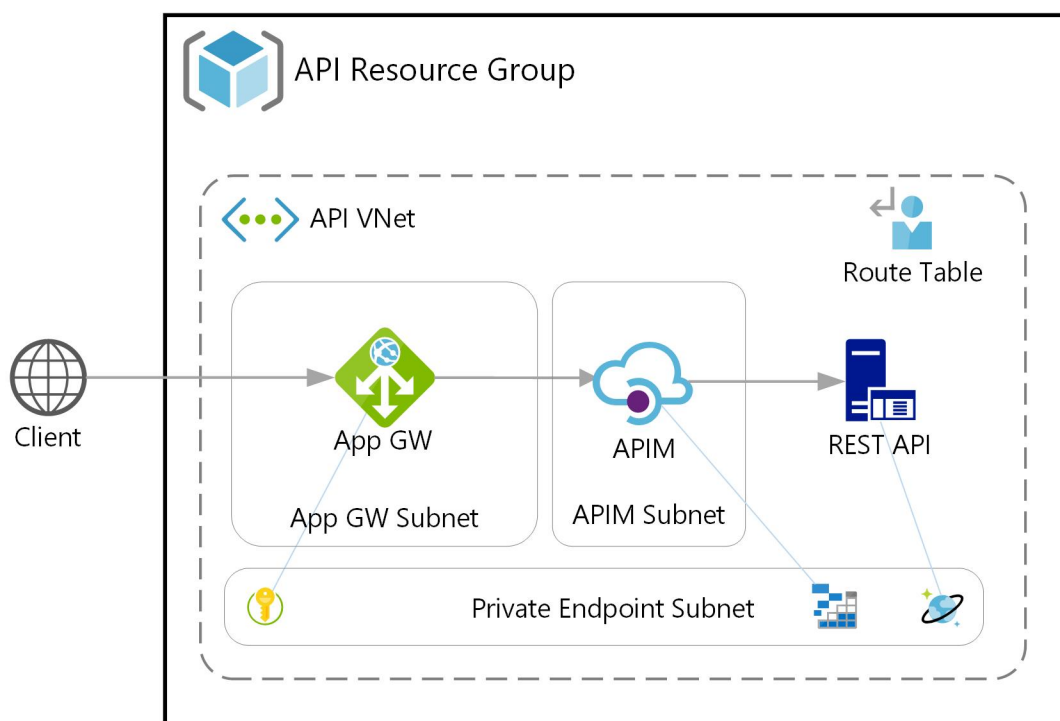 API Resource Group
API VNet
Route Table
Client
App GW
APIM
REST API
App GW Subnet
APIM Subnet
Private Endpoint Subnet